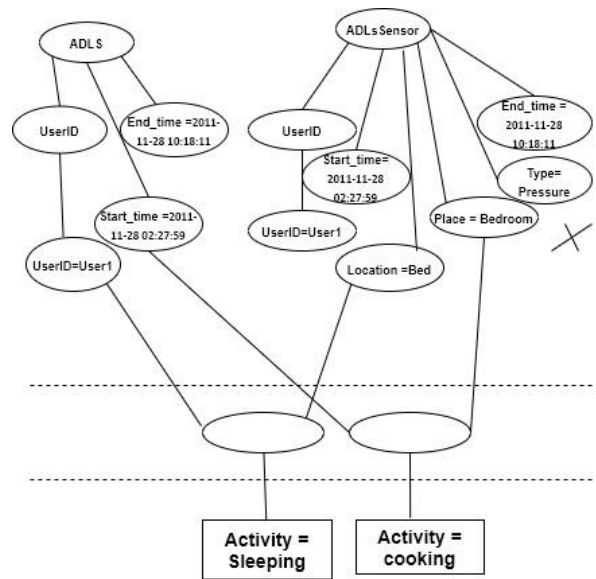 ADLS
ADLsSensor
UserID
End_time =2011-
11-28 10:18:11
UserID
Start_time=
2011-11-28
02:27:59
End_time =
2011-11-28
10:18:11
Type=
Pressure
Start_time =2011-
11-28 02:27:59
UserID=User1
UserID=User1
Place = Bedroom
Location =Bed
Activity =
Sleeping
Activity =
cooking